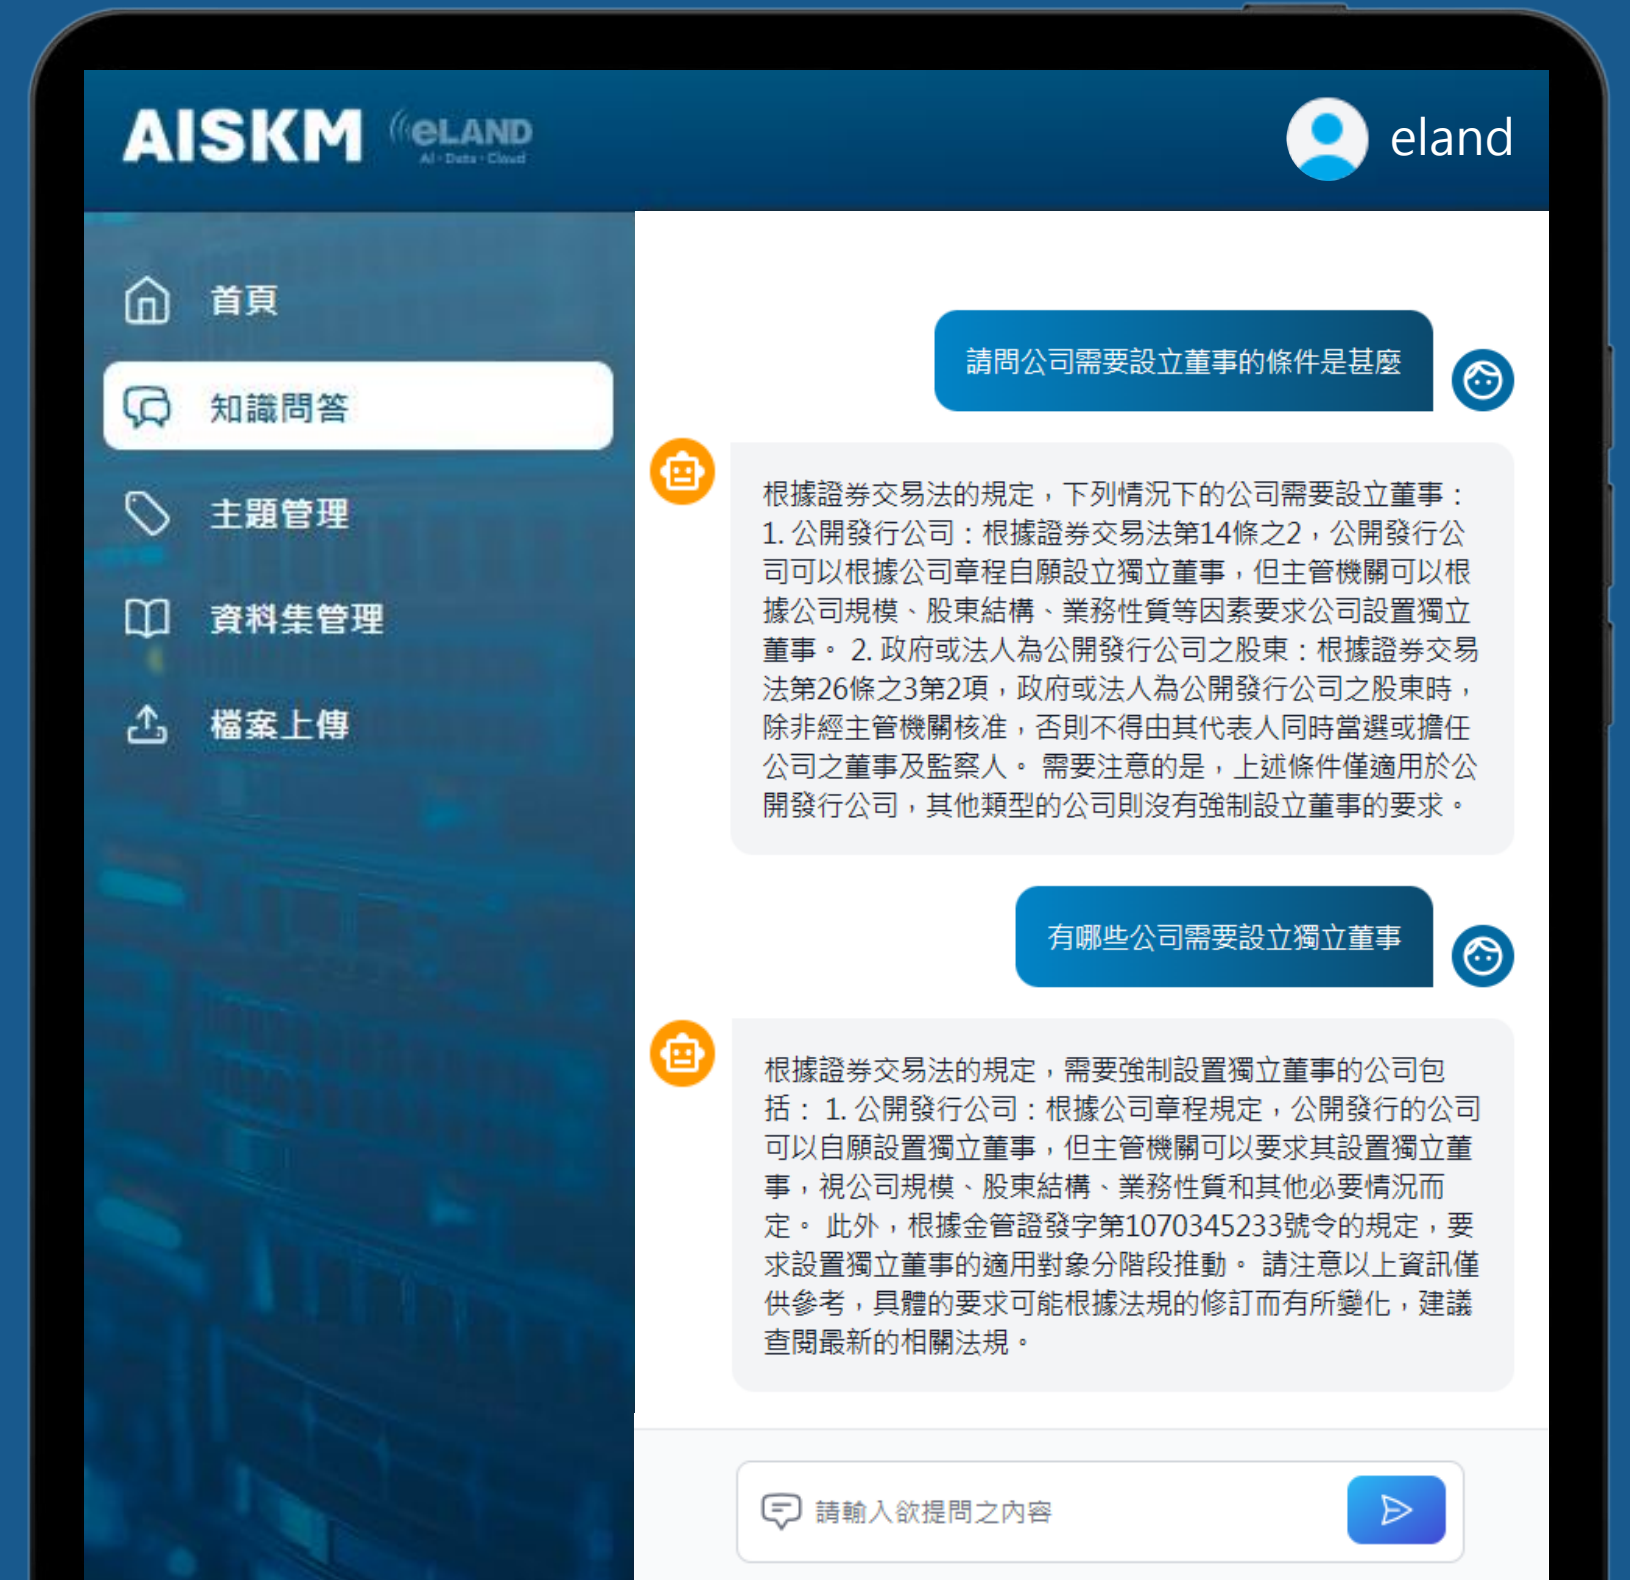 AISKM
eLAND
AI · Data · Cloud
eland
首頁
知識問答
主題管理
資料集管理
檔案上傳
請問公司需要設立董事的條件是甚麼
根據證券交易法的規定，下列情況下的公司需要設立董事：
1. 公開發行公司：根據證券交易法第14條之2，公開發行公
司可以根據公司章程自願設立獨立董事，但主管機關可以根
據公司規模、股東結構、業務性質等因素要求公司設置獨立
董事。 2. 政府或法人為公開發行公司之股東：根據證券交易
法第26條之3第2項，政府或法人為公開發行公司之股東時，
除非經主管機關核准，否則不得由其代表人同時當選或擔任
公司之董事及監察人。 需要注意的是，上述條件僅適用於公
開發行公司，其他類型的公司則沒有強制設立董事的要求。
有哪些公司需要設立獨立董事
根據證券交易法的規定，需要強制設置獨立董事的公司包
括： 1. 公開發行公司：根據公司章程規定，公開發行的公司
可以自願設置獨立董事，但主管機關可以要求其設置獨立董
事，視公司規模、股東結構、業務性質和其他必要情況而
定。 此外，根據金管證發字第1070345233號令的規定，要
求設置獨立董事的適用對象分階段推動。 請注意以上資訊僅
供參考，具體的要求可能根據法規的修訂而有所變化，建議
查閱最新的相關法規。
請輸入欲提問之內容